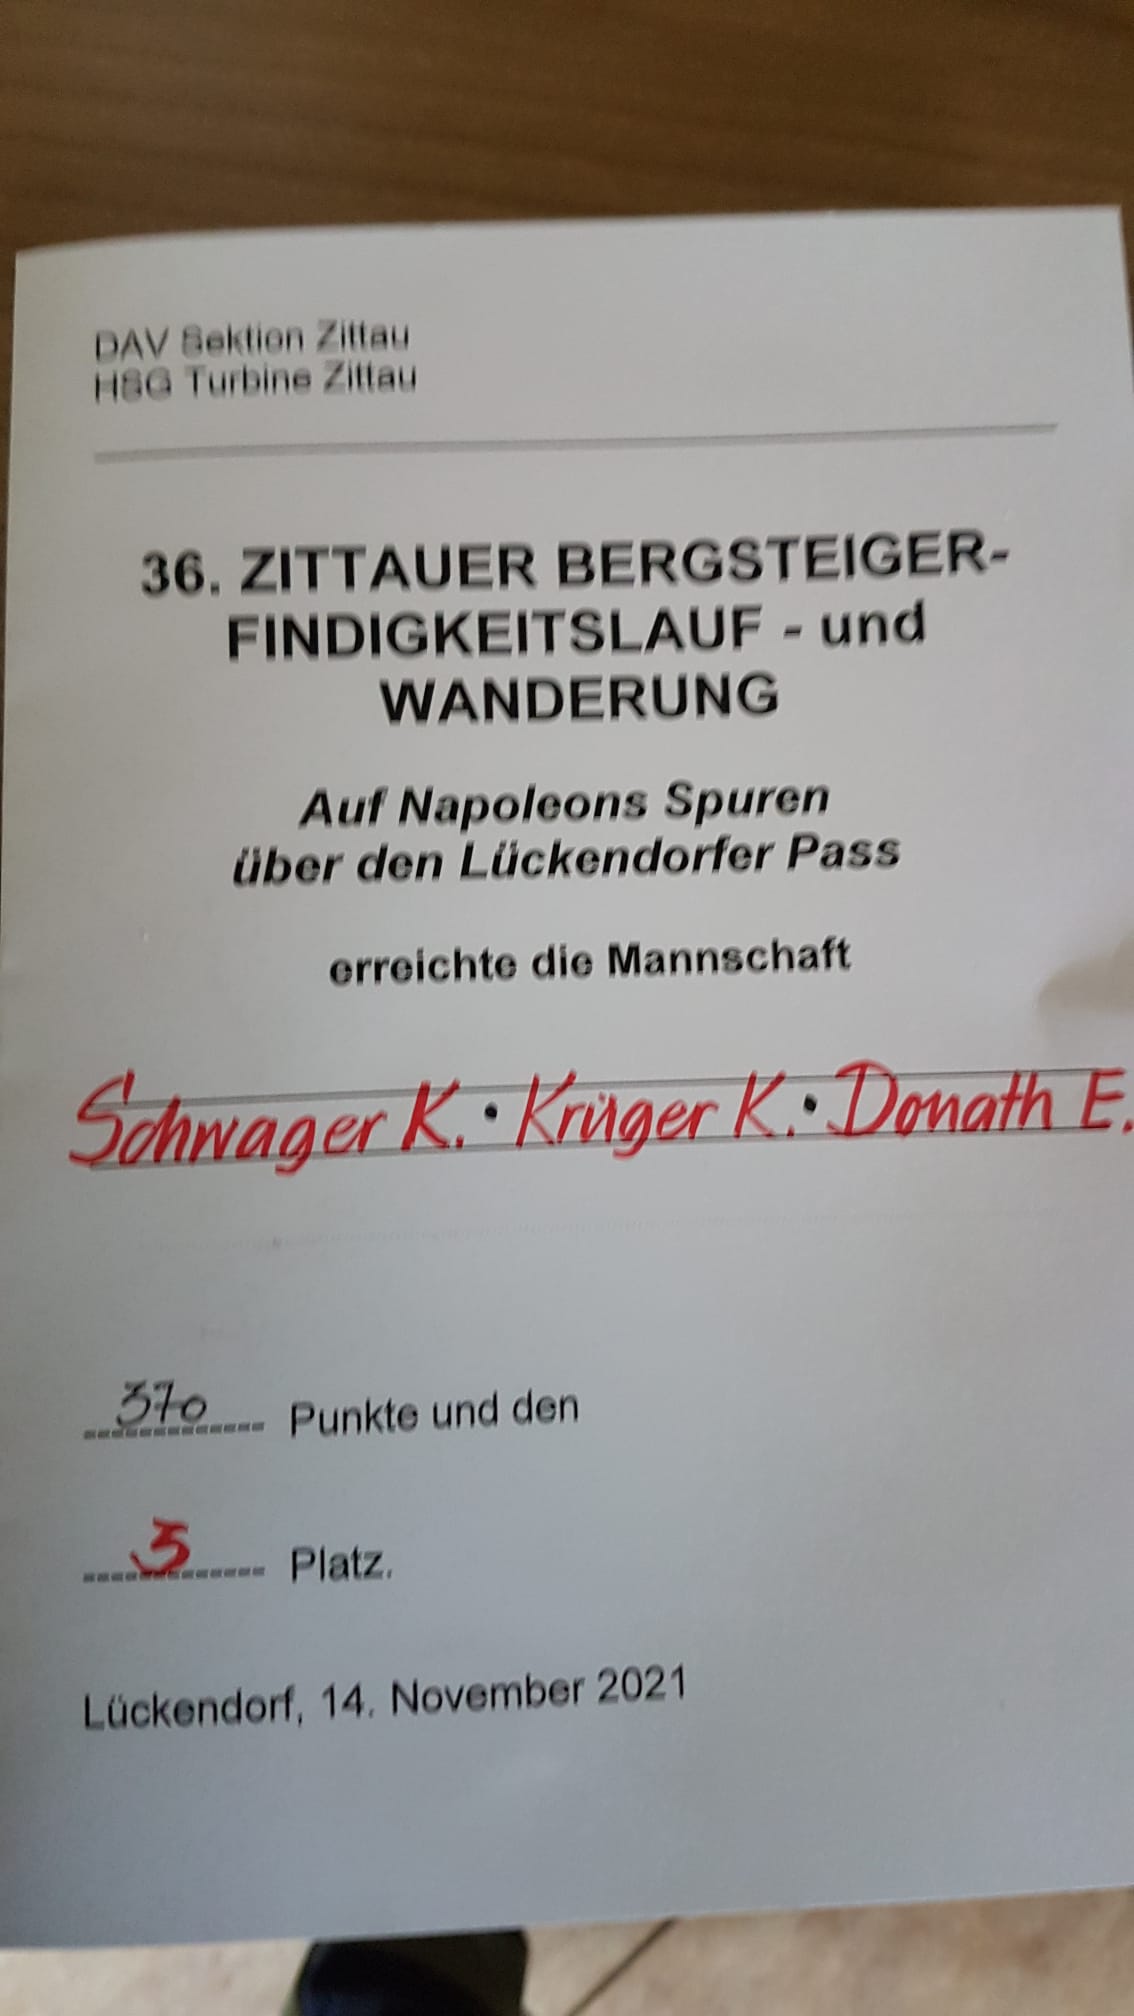 DAV Sektion Zittau
HSG Turbine Zittau
36. ZITTAUER BERGSTEIGER-
FINDIGKEITSLAUF - und
WANDERUNG
Auf Napoleons Spuren
über den Lückendorfer Pass
erreichte die Mannschaft
Schwager K. • Krüger K. • Donath E.
370 Punkte und den
3 Platz.
Lückendorf, 14. November 2021